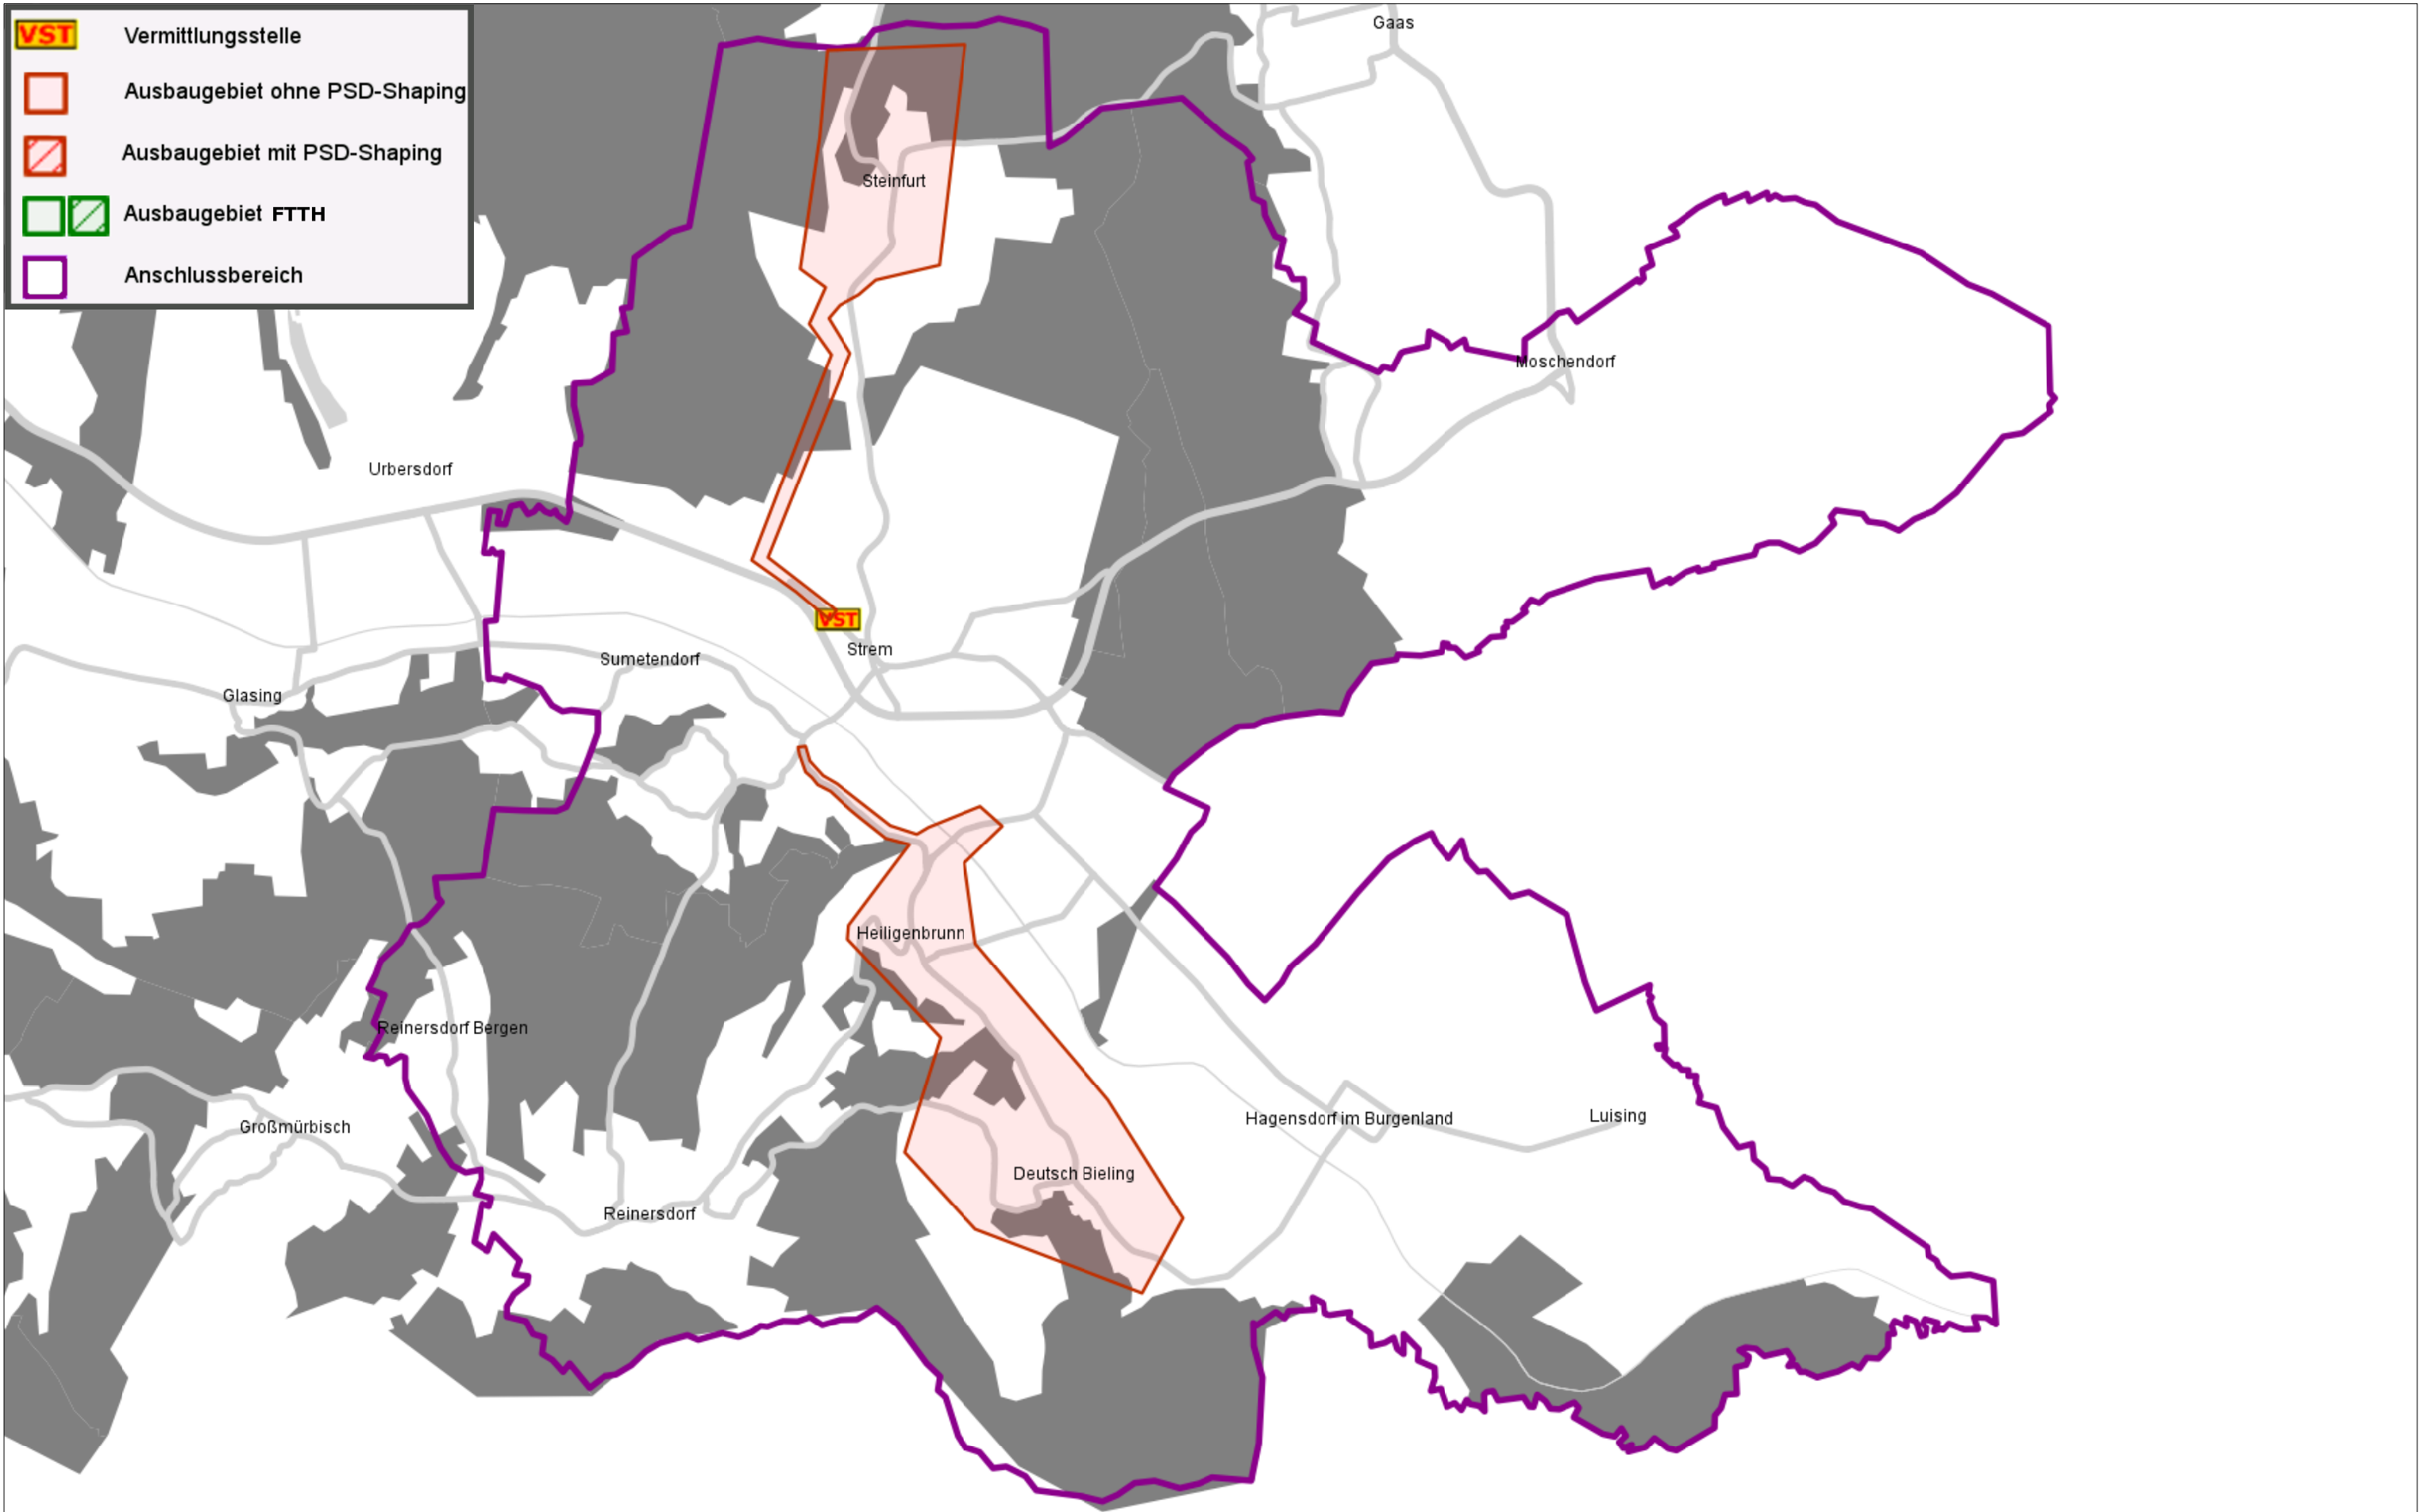 VST Vermittlungsstelle
Ausbaugebiet ohne PSD-Shaping
Ausbaugebiet mit PSD-Shaping
Ausbaugebiet FTTH
Anschlussbereich
Gaas
Steinfurt
Moschendorf
Urbersdorf
VST
Strem
Sumetendorf
Glasing
Heiligenbrunn
Reinersdorf Bergen
Großmürbisch
Hagensdorf im Burgenland
Luising
Deutsch Bieling
Reinersdorf